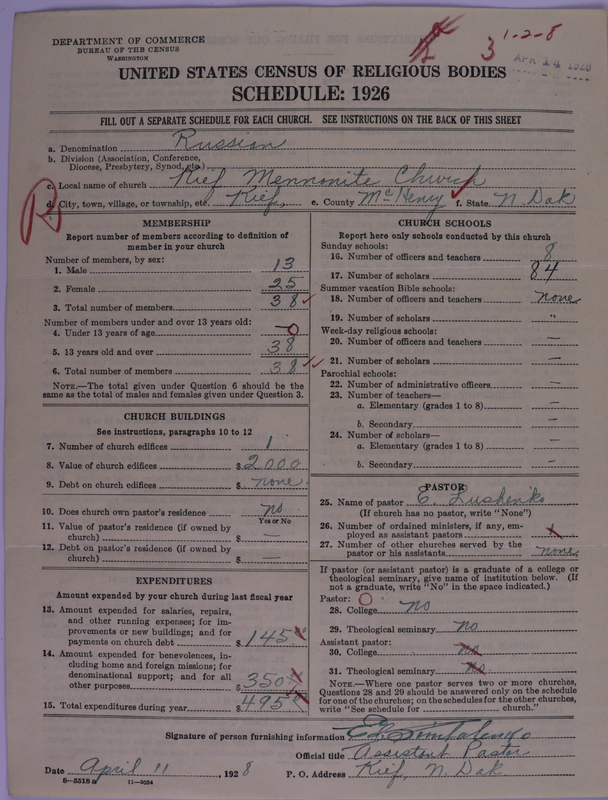 DEPARTMENT OF COMMERCE
BUREAU OF THE CENSUS
WASHINGTON
3 1-2-8
UNITED STATES CENSUS OF RELIGIOUS BODIES
SCHEDULE: 1926
FILL OUT A SEPARATE SCHEDULE FOR EACH CHURCH. SEE INSTRUCTIONS ON THE BACK OF THIS SHEET
a. Denomination Russian
b. Division (Association, Conference, Diocese, Presbytery, Synod, etc.)
c. Local name of church Kief Mennonite Church
d. City, town, village, or township, etc. Kief, e. County McHenry f. State N Dak
MEMBERSHIP
Report number of members according to definition of member in your church
Number of members, by sex:
1. Male 13
2. Female 25
3. Total number of members 38
Number of members under and over 13 years old:
4. Under 13 years of age 0
5. 13 years old and over 38
6. Total number of members 38
NOTE.—The total given under Question 6 should be the same as the total of males and females given under Question 3.
CHURCH BUILDINGS
See instructions, paragraphs 10 to 12
7. Number of church edifices 1
8. Value of church edifices $ 2000
9. Debt on church edifices $ none
10. Does church own pastor's residence no
Yes or No
11. Value of pastor's residence (if owned by church) $ —
12. Debt on pastor's residence (if owned by church) $ —
EXPENDITURES
Amount expended by your church during last fiscal year
13. Amount expended for salaries, repairs, and other running expenses; for improvements or new buildings; and for payments on church debt $ 145
14. Amount expended for benevolences, including home and foreign missions; for denominational support; and for all other purposes $ 350
15. Total expenditures during year $ 495
CHURCH SCHOOLS
Report here only schools conducted by this church
Sunday schools:
16. Number of officers and teachers 8
17. Number of scholars 84
Summer vacation Bible schools:
18. Number of officers and teachers none
19. Number of scholars "
Week-day religious schools:
20. Number of officers and teachers —
21. Number of scholars —
Parochial schools:
22. Number of administrative officers —
23. Number of teachers—
a. Elementary (grades 1 to 8) —
b. Secondary —
24. Number of scholars—
a. Elementary (grades 1 to 8) —
b. Secondary —
PASTOR
25. Name of pastor
(If church has no pastor, write "None")
26. Number of ordained ministers, if any, employed as assistant pastors
27. Number of other churches served by the pastor or his assistants none
If pastor (or assistant pastor) is a graduate of a college or theological seminary, give name of institution below. (If not a graduate, write "No" in the space indicated.)
Pastor: O
28. College no
29. Theological seminary no
Assistant pastor:
30. College no
31. Theological seminary no
NOTE.—Where one pastor serves two or more churches, Questions 28 and 29 should be answered only on the schedule for one of the churches; on the schedules for the other churches, write "See schedule for church."
Signature of person furnishing information
Official title Assistant Pastor
Date April 11, 1928 P. O. Address Kief, N. Dak
8—5518 a 11—9054